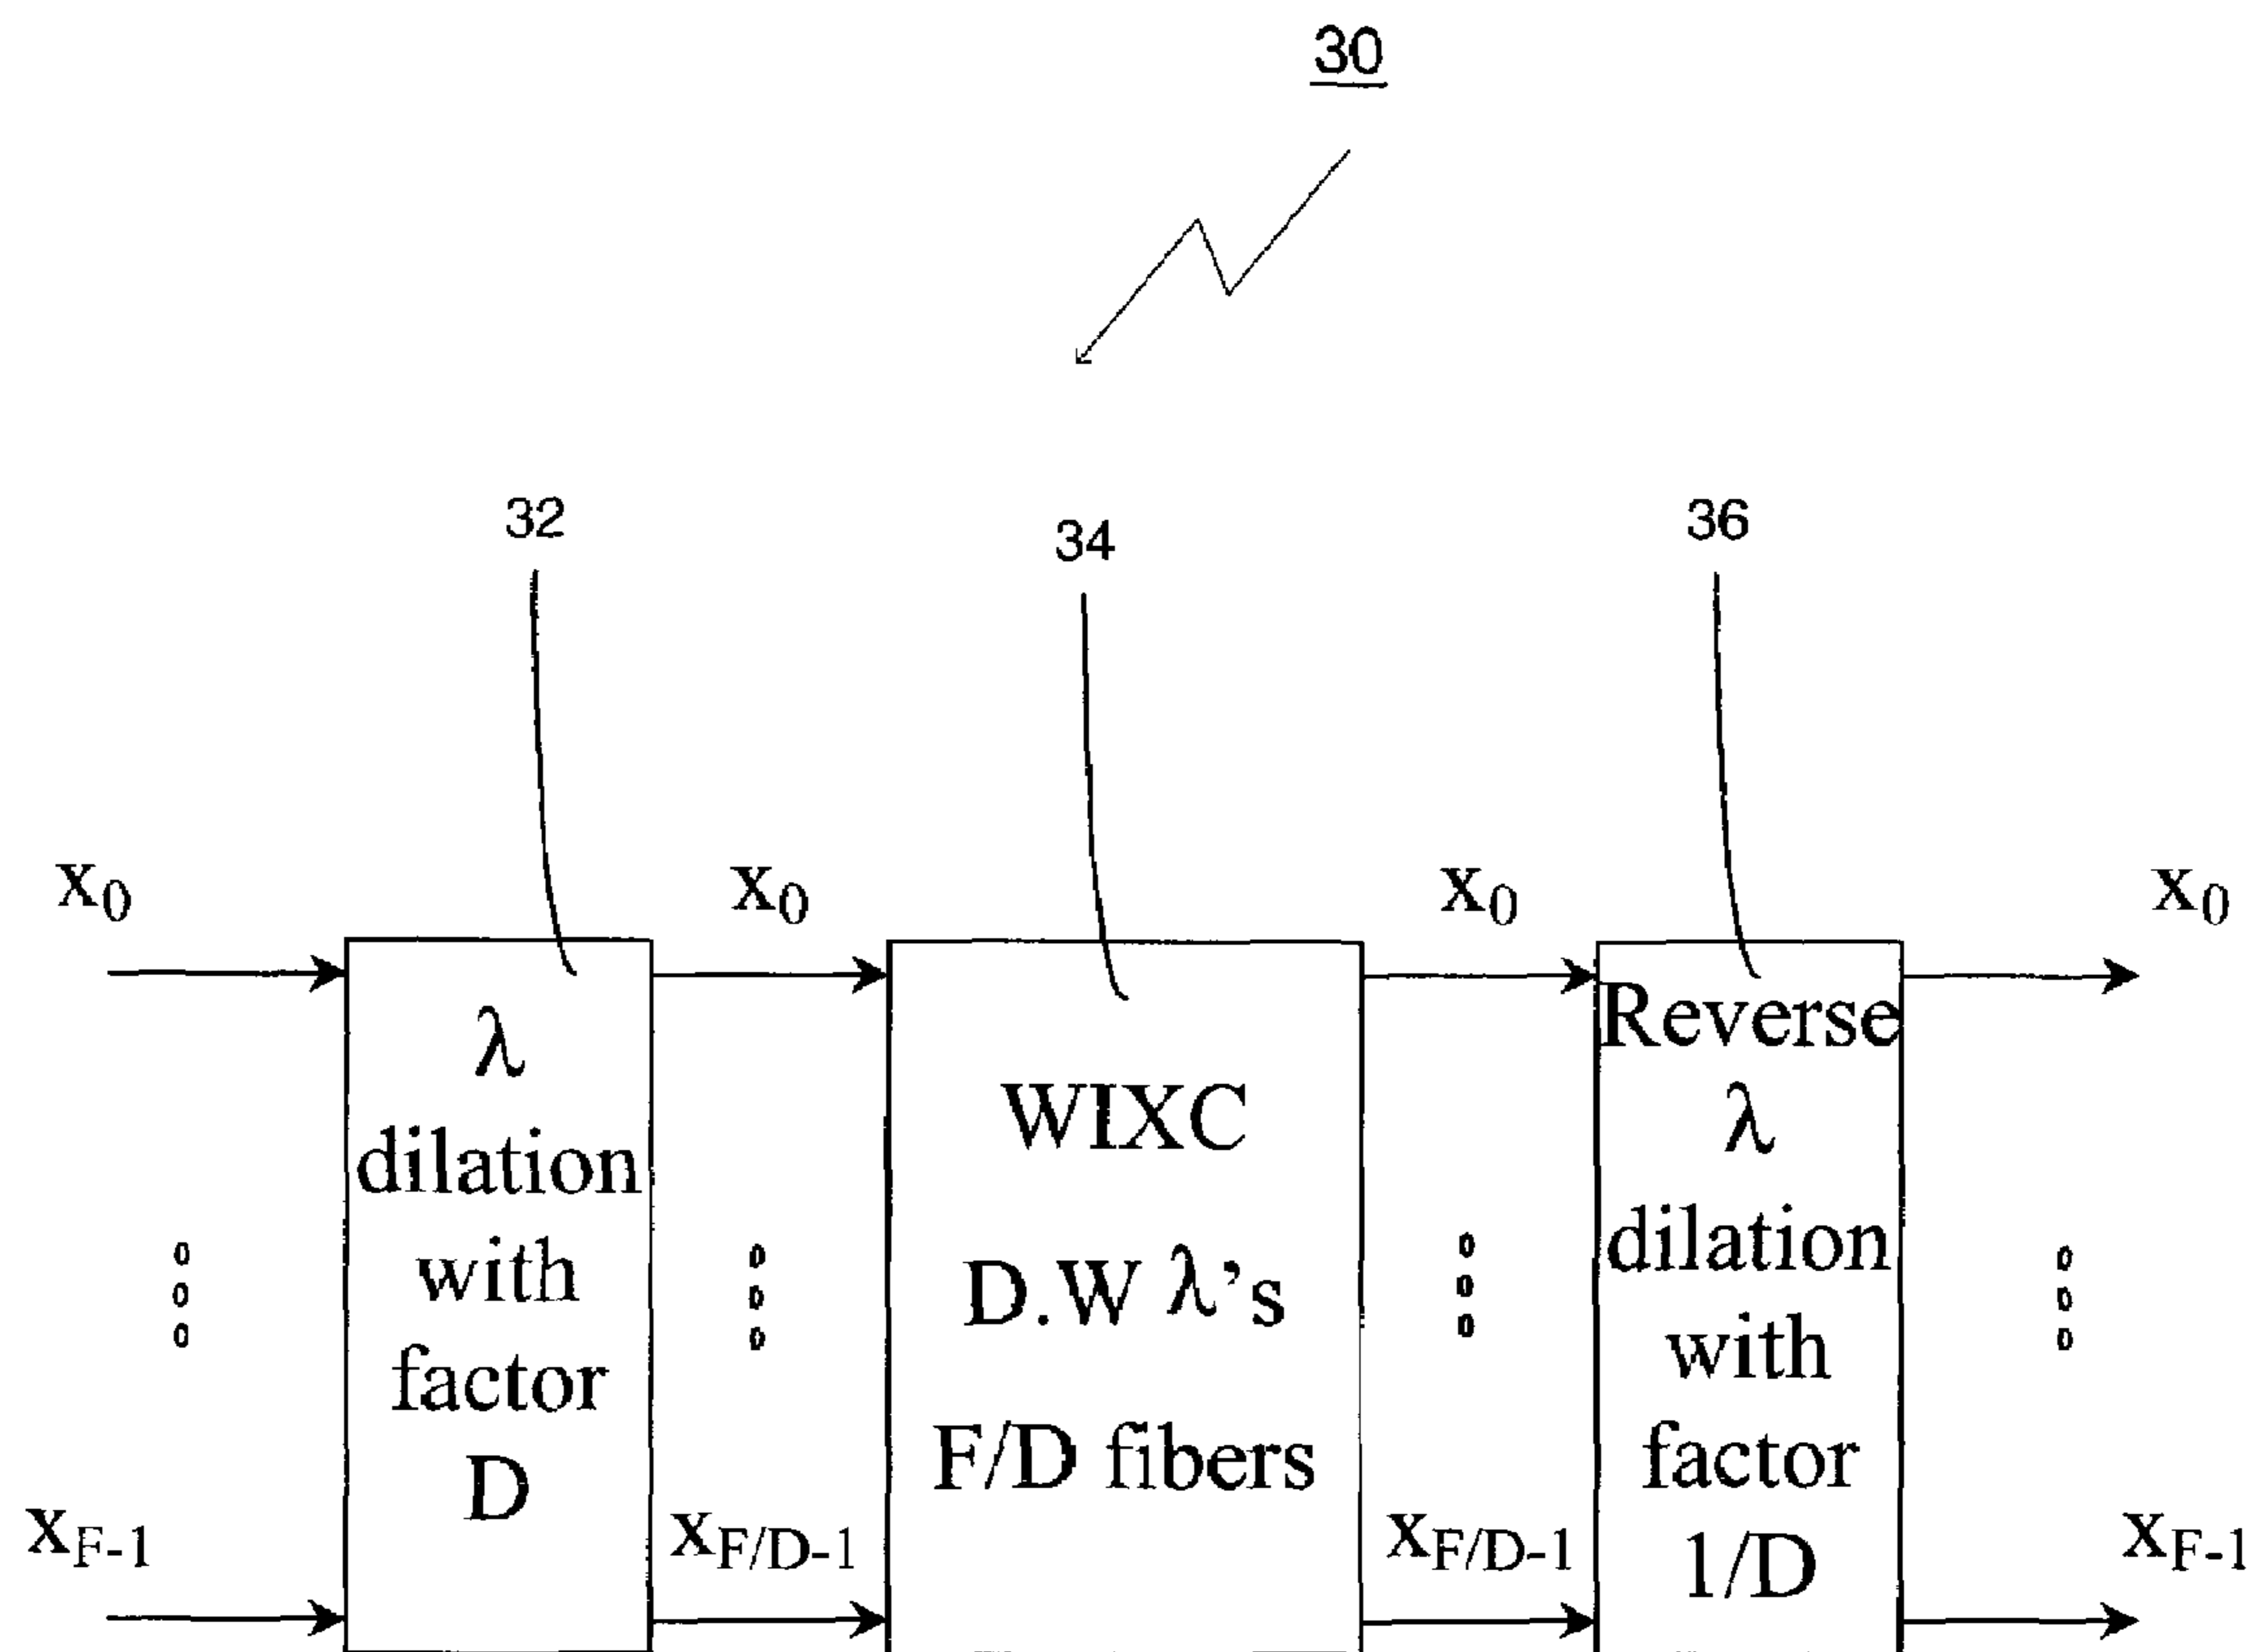 30
32
34
36
x0
x0
x0
x0
λ
dilation
with
factor
D
WIXC
D.W λ's
F/D fibers
Reverse
λ
dilation
with
factor
1/D
xF-1
xF/D-1
xF/D-1
xF-1